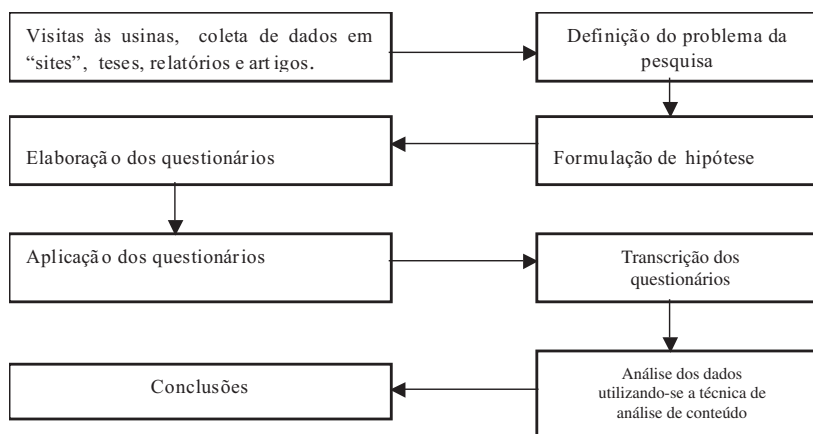 Visitas às usinas, coleta de dados em
“sites”, teses, relatórios e artigos.
Definição do problema da
pesquisa
Formulação de hipótese
Elaboração dos questionários
Aplicação dos questionários
Transcrição dos
questionários
Análise dos dados
utilizando-se a técnica de
análise de conteúdo
Conclusões